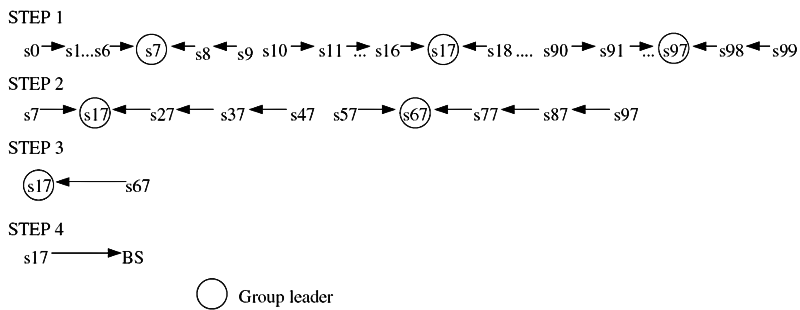 STEP 1
s0 s1...s6 s7 s8 s9 s10 s11 ... s16 s17 s18 .... s90 s91 ... s97 s98 s99
STEP 2
s7 s17 s27 s37 s47 s57 s67 s77 s87 s97
STEP 3
s17 s67
STEP 4
s17 BS
Group leader